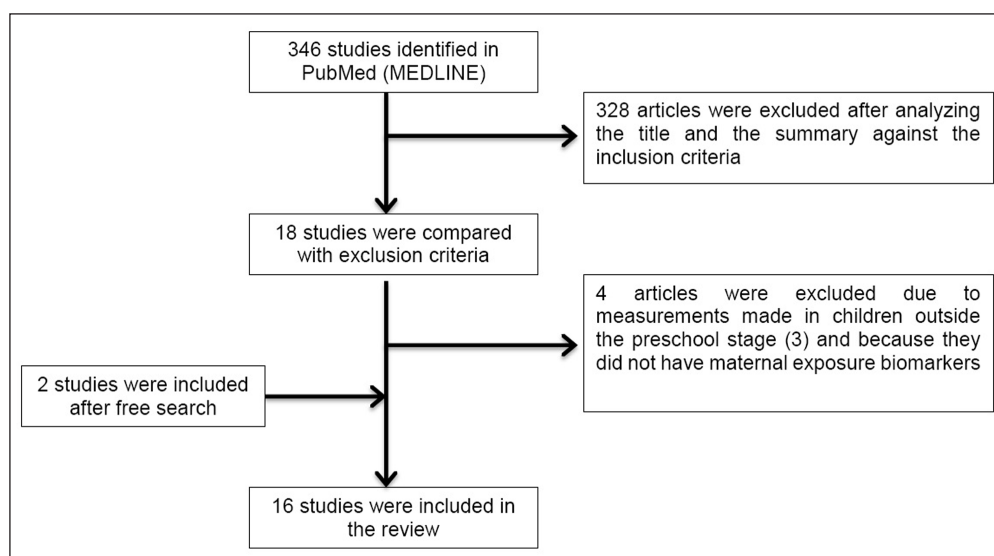 346 studies identified in
PubMed (MEDLINE)
328 articles were excluded after analyzing
the title and the summary against the
inclusion criteria
18 studies were compared
with exclusion criteria
4 articles were excluded due to
measurements made in children outside
the preschool stage (3) and because they
did not have maternal exposure biomarkers
2 studies were included
after free search
16 studies were included in
the review